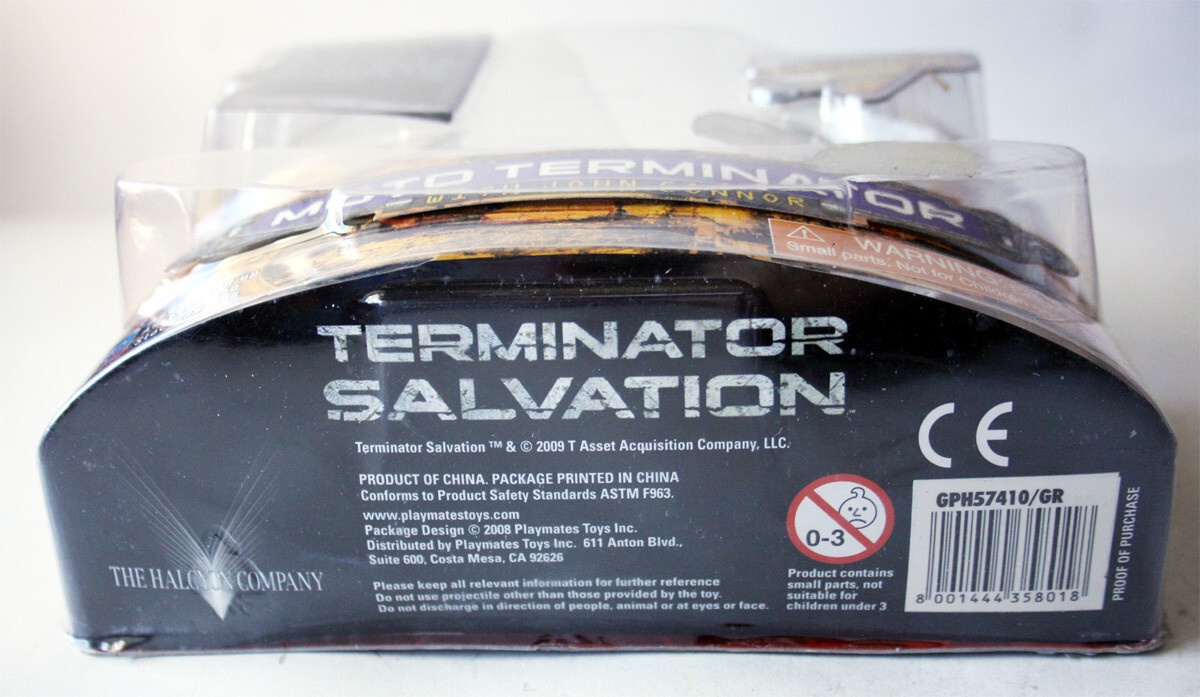 MOTO TERMINATOR
WITH JOHN CONNOR
WARNING
Small parts. Not for
TERMINATOR
SALVATION™
Terminator Salvation ™ & © 2009 T Asset Acquisition Company, LLC.
PRODUCT OF CHINA. PACKAGE PRINTED IN CHINA
Conforms to Product Safety Standards ASTM F963.
www.playmatestoys.com
Package Design © 2008 Playmates Toys Inc.
Distributed by Playmates Toys Inc. 611 Anton Blvd.,
Suite 600, Costa Mesa, CA 92626
Please keep all relevant information for further reference
Do not use projectile other than those provided by the toy.
Do not discharge in direction of people, animal or at eyes or face.
THE HALCYON COMPANY
CE
0-3
Product contains
small parts, not
suitable for
children under 3
GPH57410/GR
8 001444 358018
PROOF OF PURCHASE